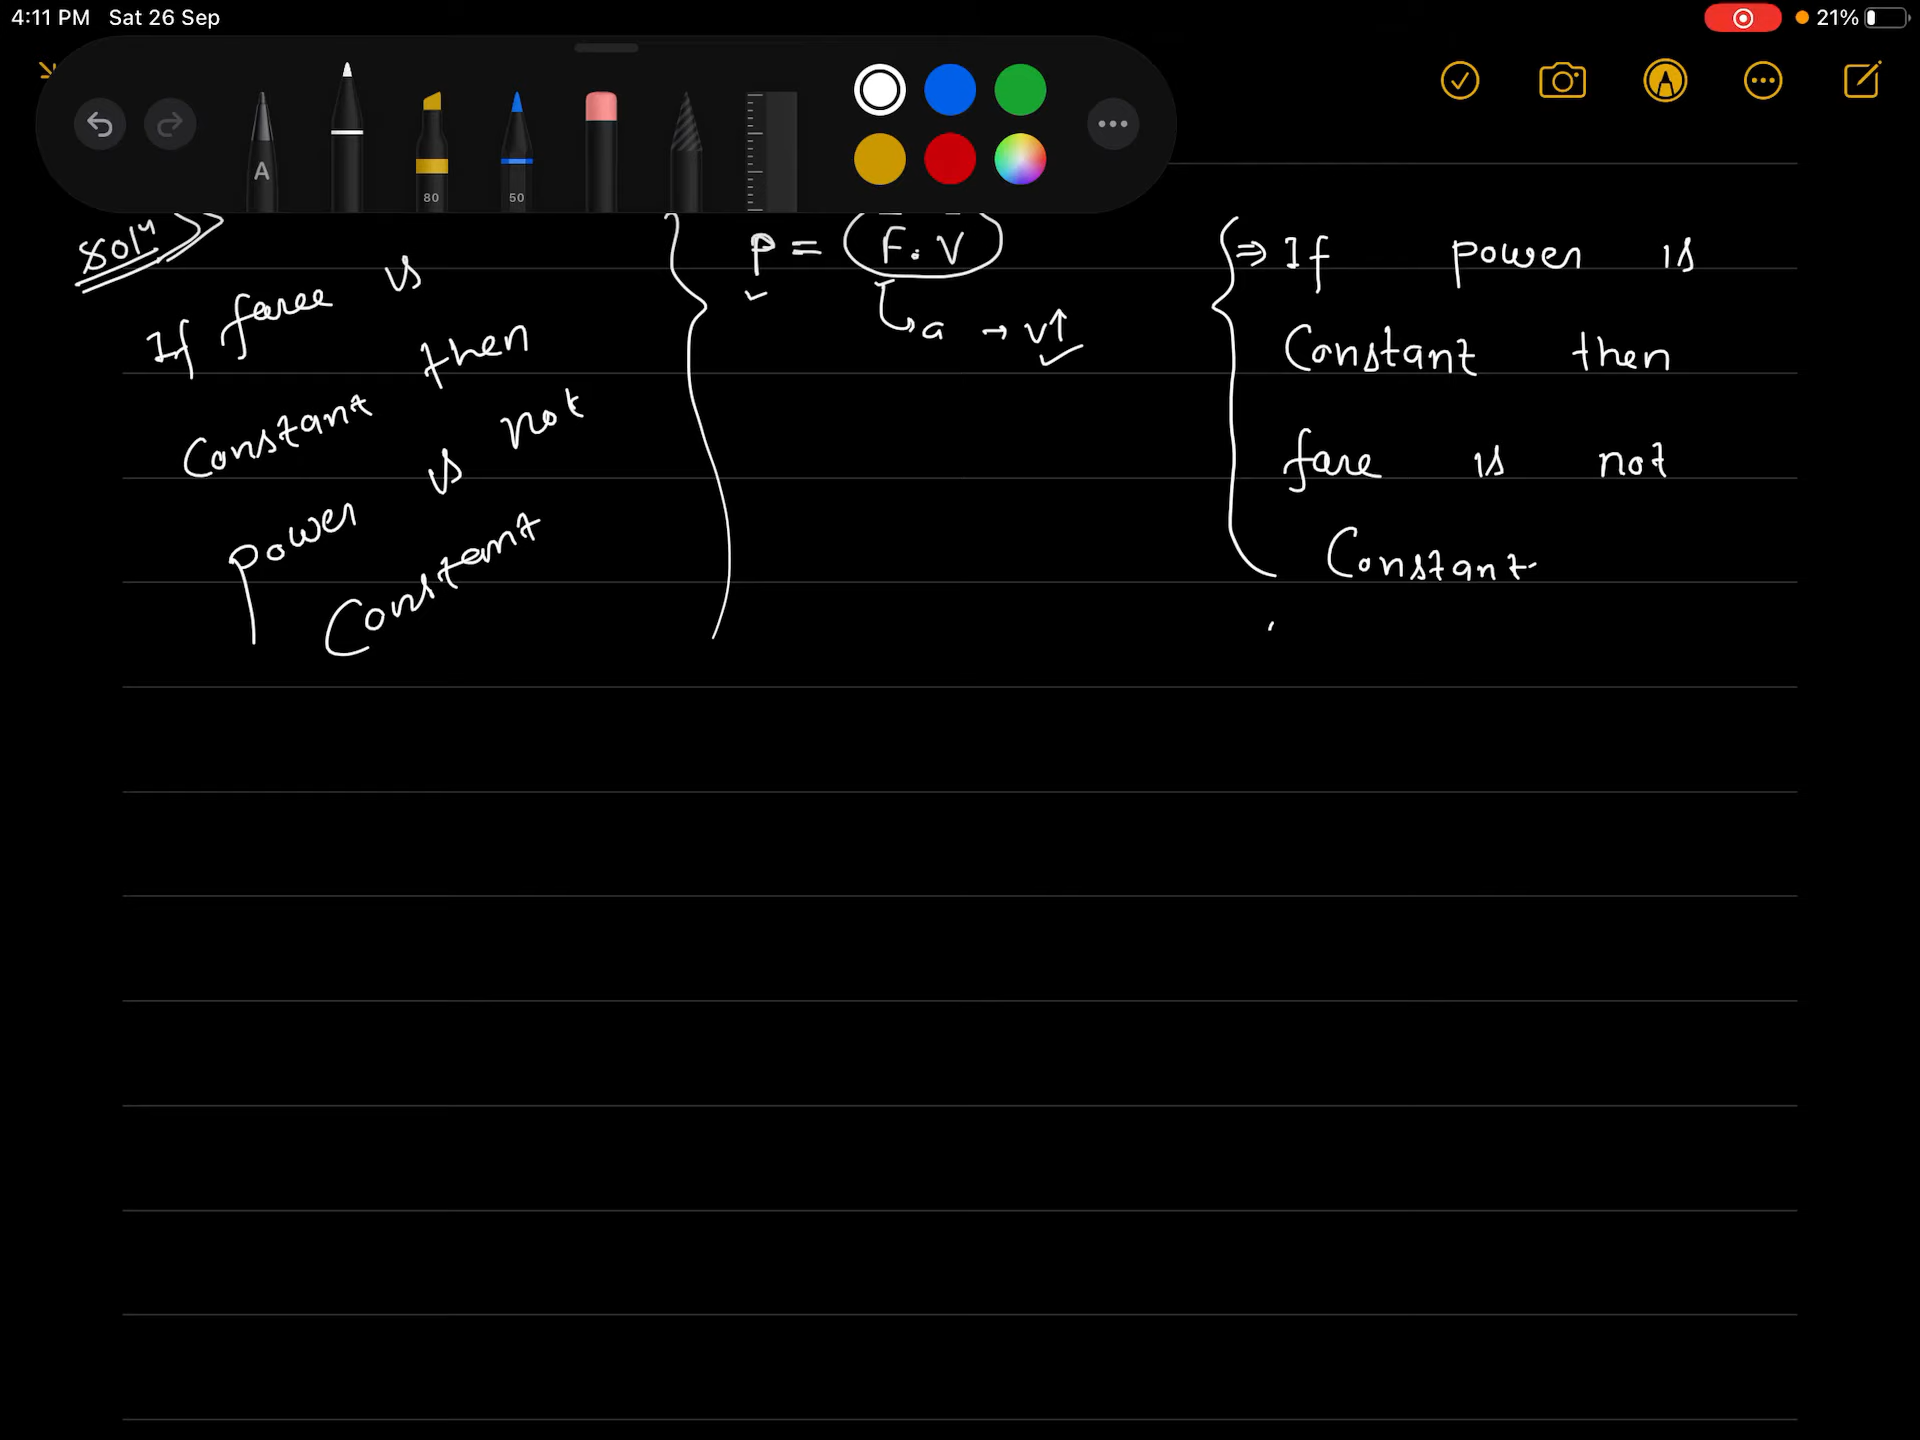 4:11 PM Sat 26 Sep
21%
A
80
50
Soln
If force is
Constant then
power is not
Constant
P = F. V
a → v↑
⇒ If power is
Constant then
force is not
Constant.